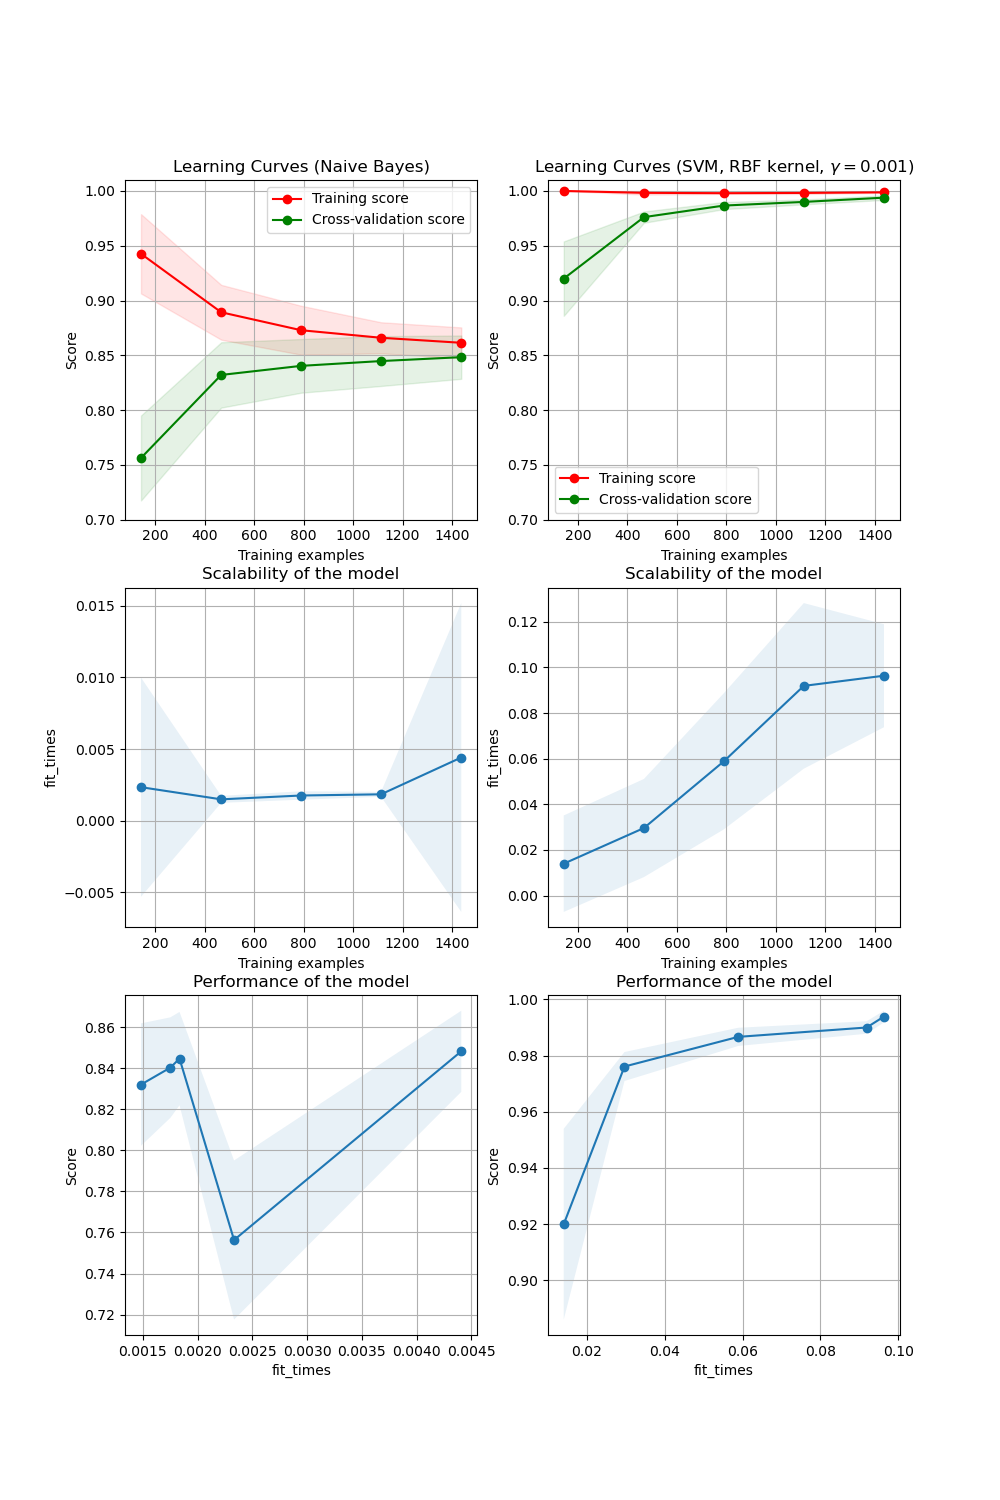 Learning Curves (Naive Bayes)
1.00
0.95
0.90
0.85
0.80
0.75
0.70
Score
Training score
Cross-validation score
200 400 600 800 1000 1200 1400
Training examples
Learning Curves (SVM, RBF kernel, γ = 0.001)
1.00
0.95
0.90
0.85
0.80
0.75
0.70
Score
Training score
Cross-validation score
200 400 600 800 1000 1200 1400
Training examples
Scalability of the model
0.015
0.010
0.005
0.000
−0.005
fit_times
200 400 600 800 1000 1200 1400
Training examples
Scalability of the model
0.12
0.10
0.08
0.06
0.04
0.02
0.00
fit_times
200 400 600 800 1000 1200 1400
Training examples
Performance of the model
0.86
0.84
0.82
0.80
0.78
0.76
0.74
0.72
Score
0.0015 0.0020 0.0025 0.0030 0.0035 0.0040 0.0045
fit_times
Performance of the model
1.00
0.98
0.96
0.94
0.92
0.90
Score
0.02 0.04 0.06 0.08 0.10
fit_times